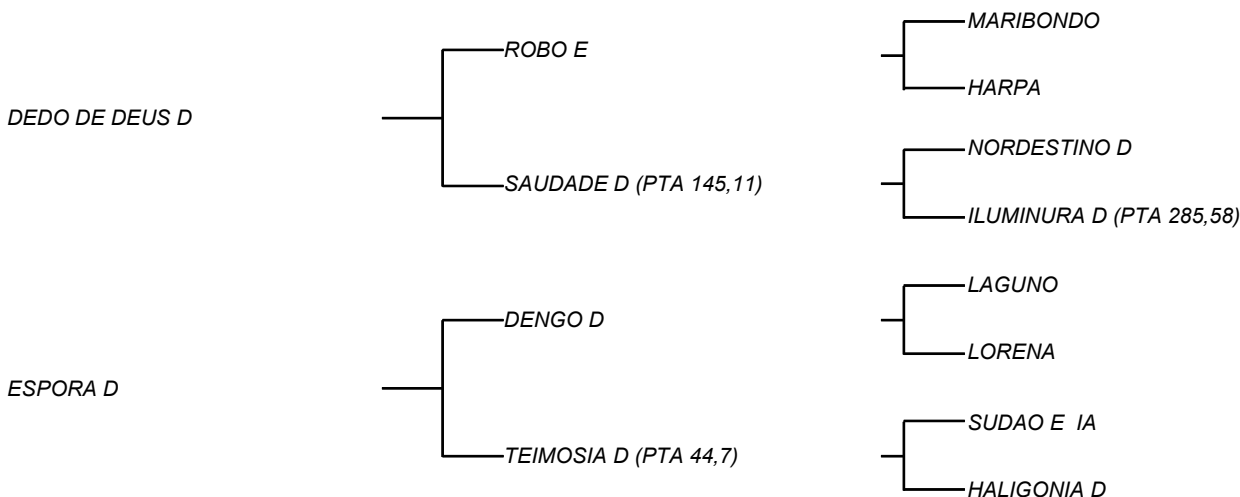 MARIBONDO
ROBO E
HARPA
DEDO DE DEUS D
NORDESTINO D
SAUDADE D (PTA 145,11)
ILUMINURA D (PTA 285,58)
LAGUNO
DENGO D
LORENA
ESPORA D
SUDAO E IA
TEIMOSIA D (PTA 44,7)
HALIGONIA D